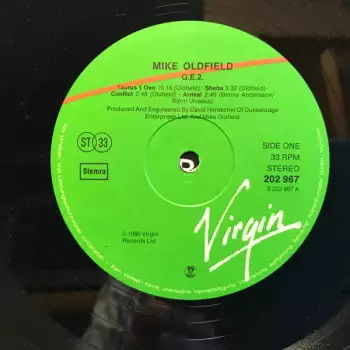 MIKE OLDFIELD
Q.E.2.
Taurus 1 Oee 10:16 (Oldfield) · Sheba 3:32 (Oldfield) ·
Conflict 2:48 (Oldfield) · Arrival 2:46 (Benny Andersson/
Björn Ulvaeus)
Produced And Engineered By David Hentschel Of Dukeslodge
Enterprises Ltd. And Mike Oldfield
ST 33
SIDE ONE
33 RPM
STEREO
Stemra
202 967
S 202 967 A
℗ 1980 Virgin
Records Ltd.
Virgin